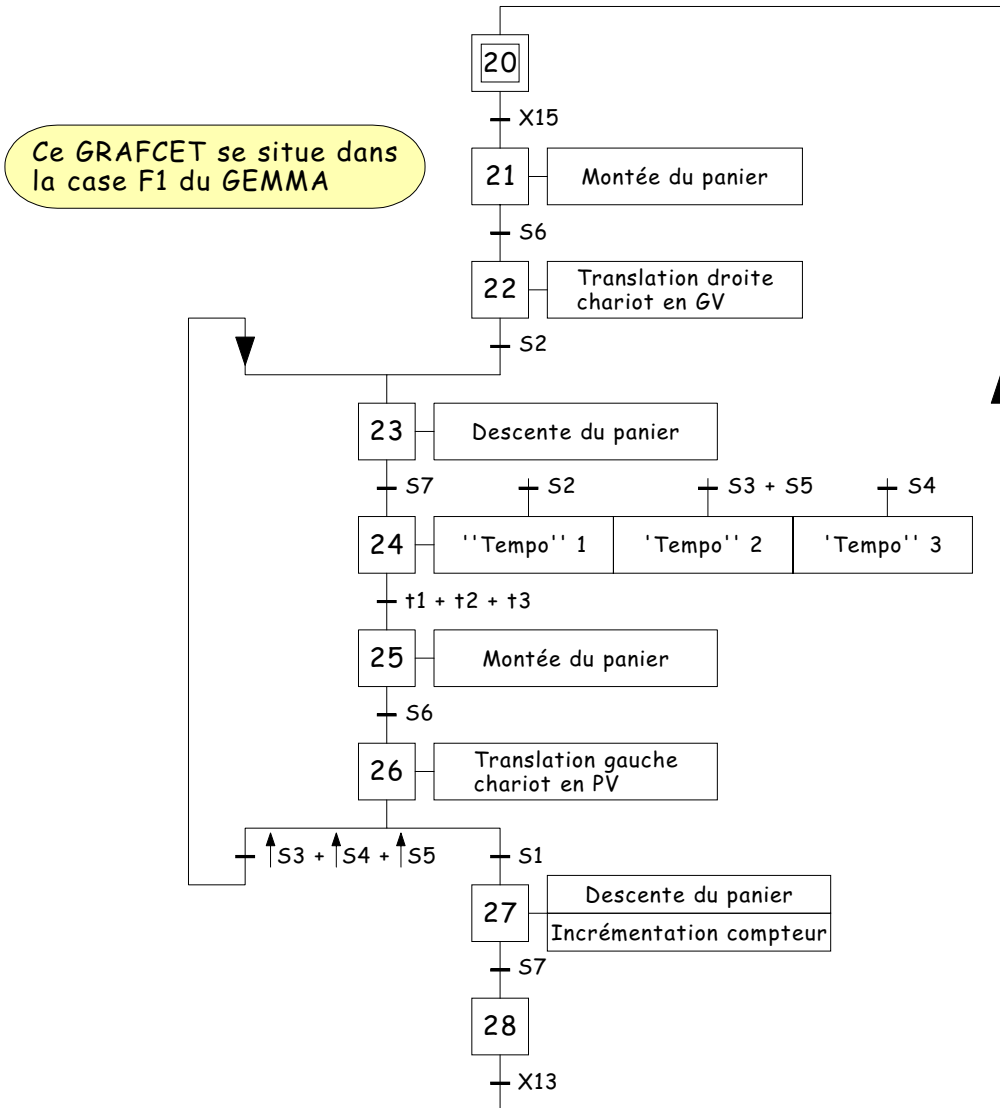 20
X15
Ce GRAFCET se situe dans
la case F1 du GEMMA
21
Montée du panier
S6
22
Translation droite
chariot en GV
S2
23
Descente du panier
S7
S2
S3 + S5
S4
24
''Tempo'' 1
'Tempo'' 2
'Tempo'' 3
t1 + t2 + t3
25
Montée du panier
S6
26
Translation gauche
chariot en PV
↑S3 + ↑S4 + ↑S5
S1
27
Descente du panier
Incrémentation compteur
S7
28
X13